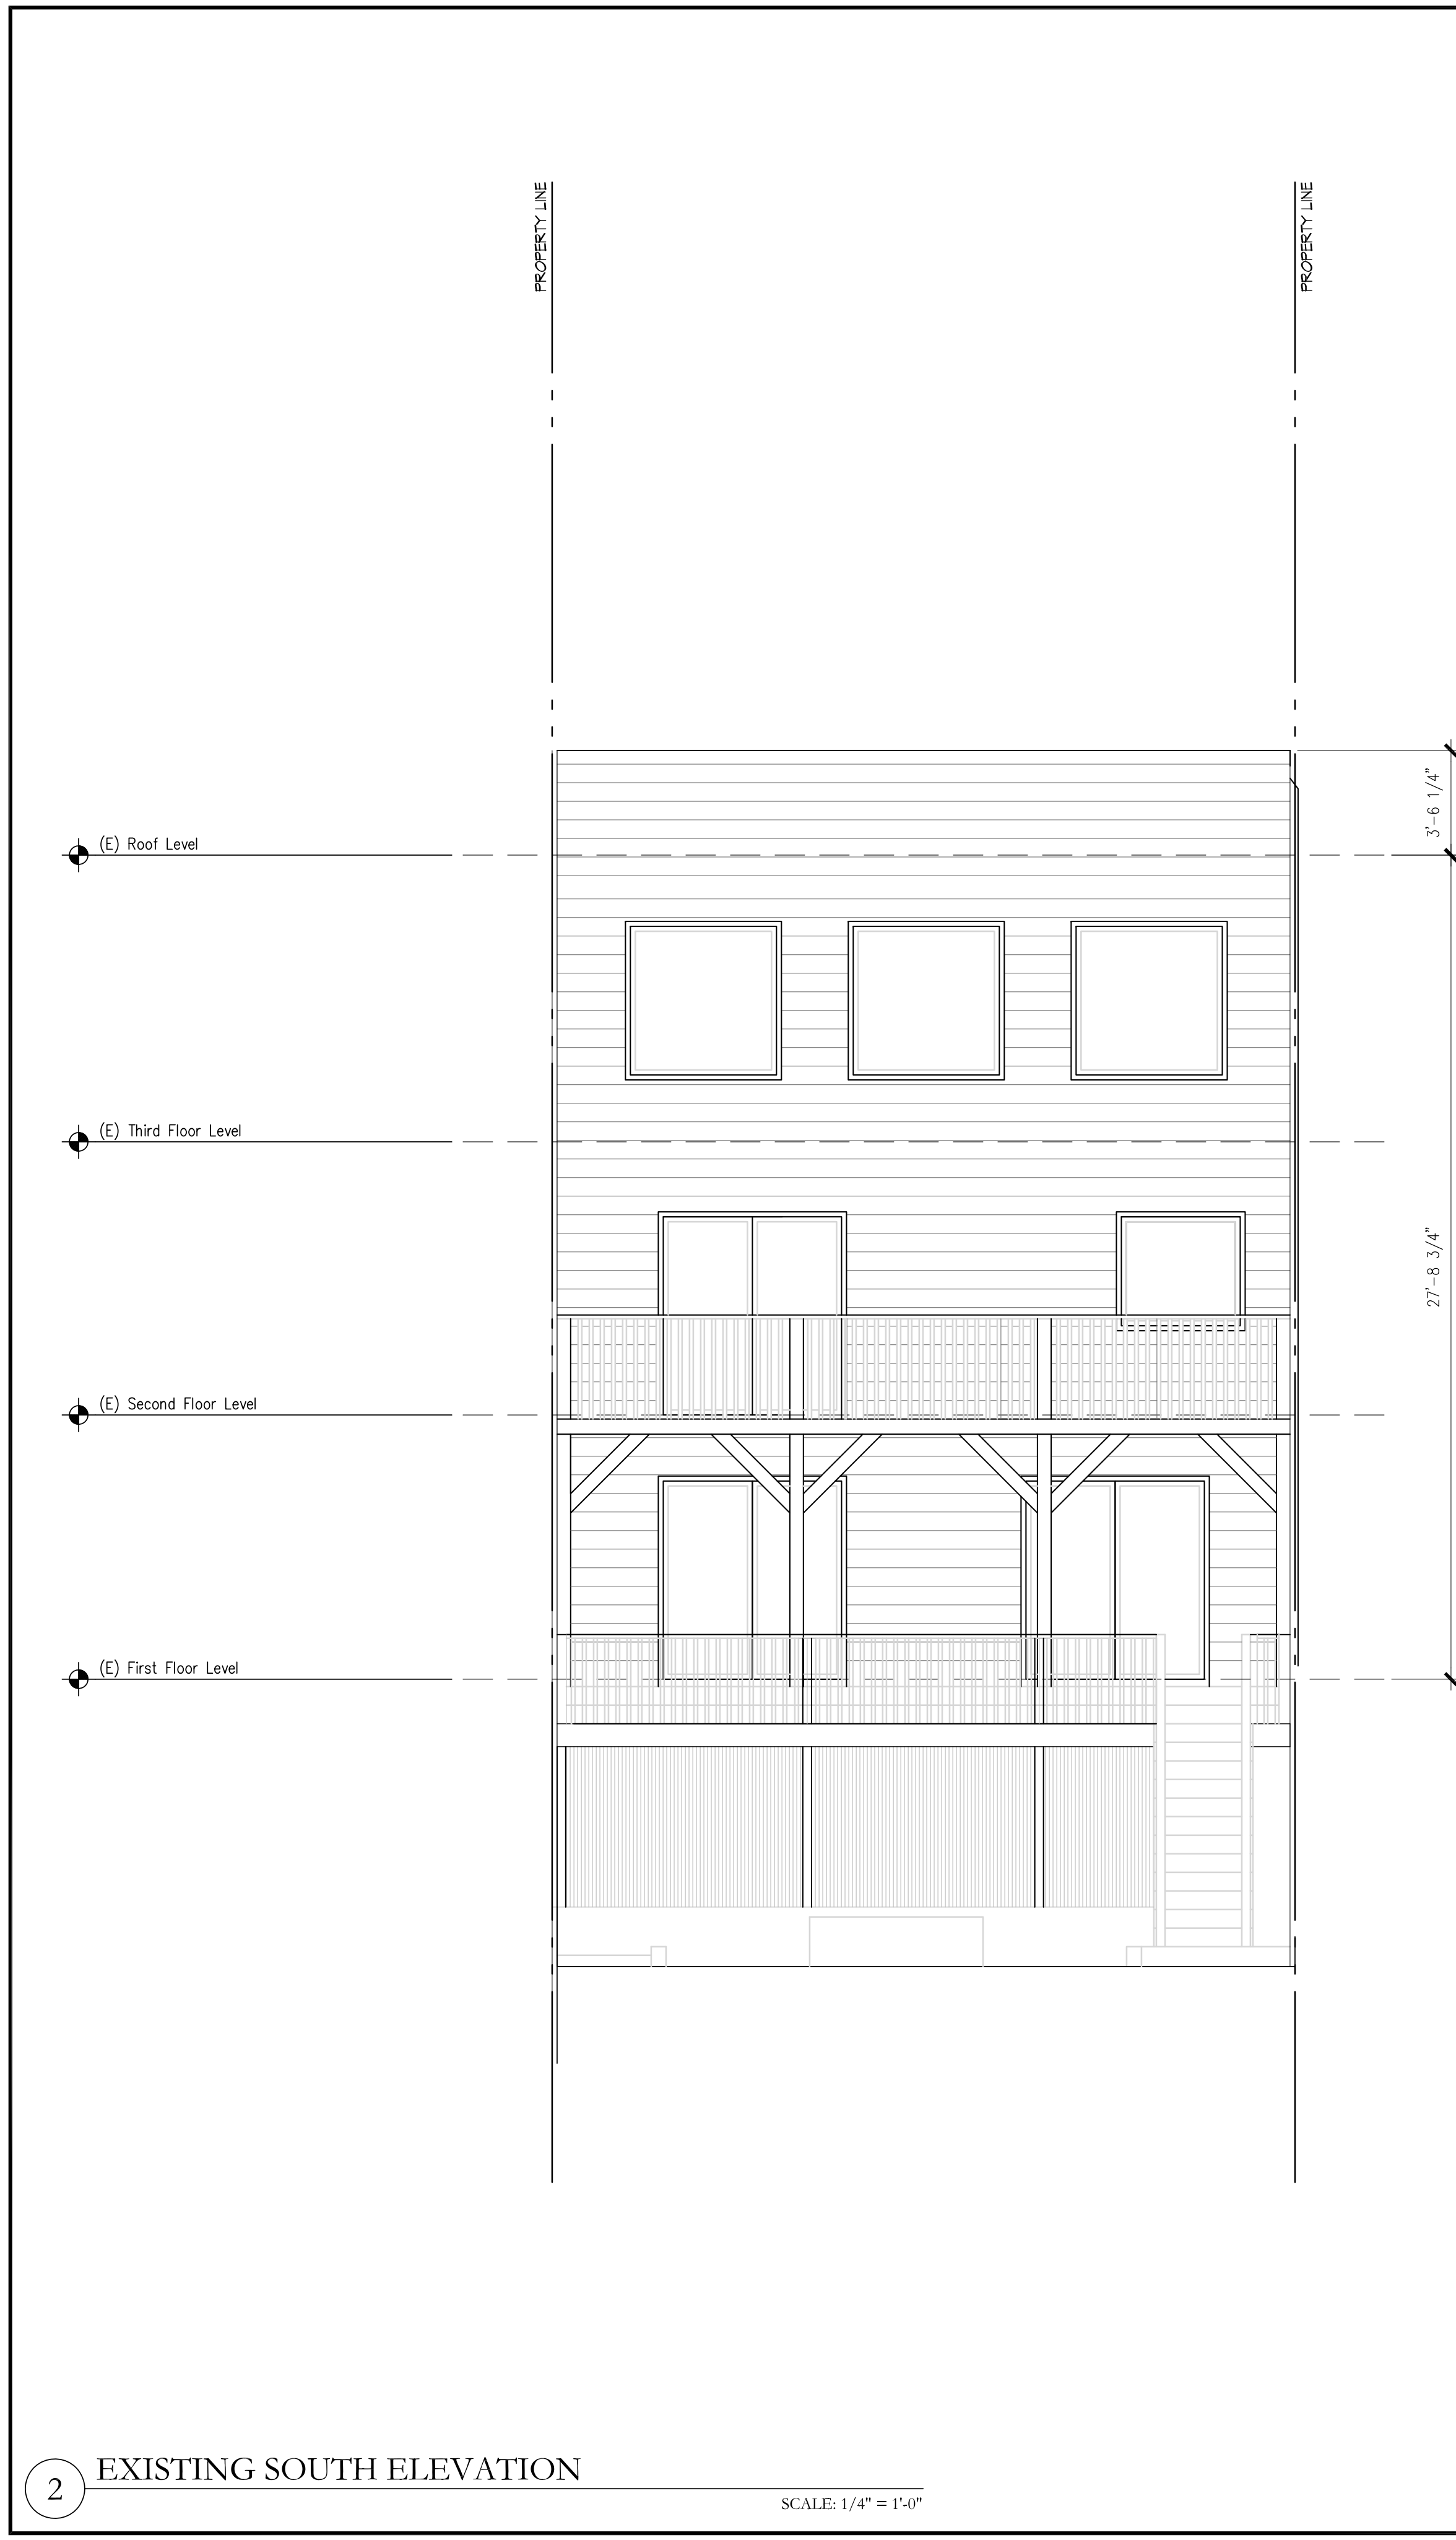 PROPERTY LINE
PROPERTY LINE
3'-6 1/4"
(E) Roof Level
(E) Third Floor Level
27'-8 3/4"
(E) Second Floor Level
(E) First Floor Level
2
EXISTING SOUTH ELEVATION
SCALE: 1/4" = 1'-0"